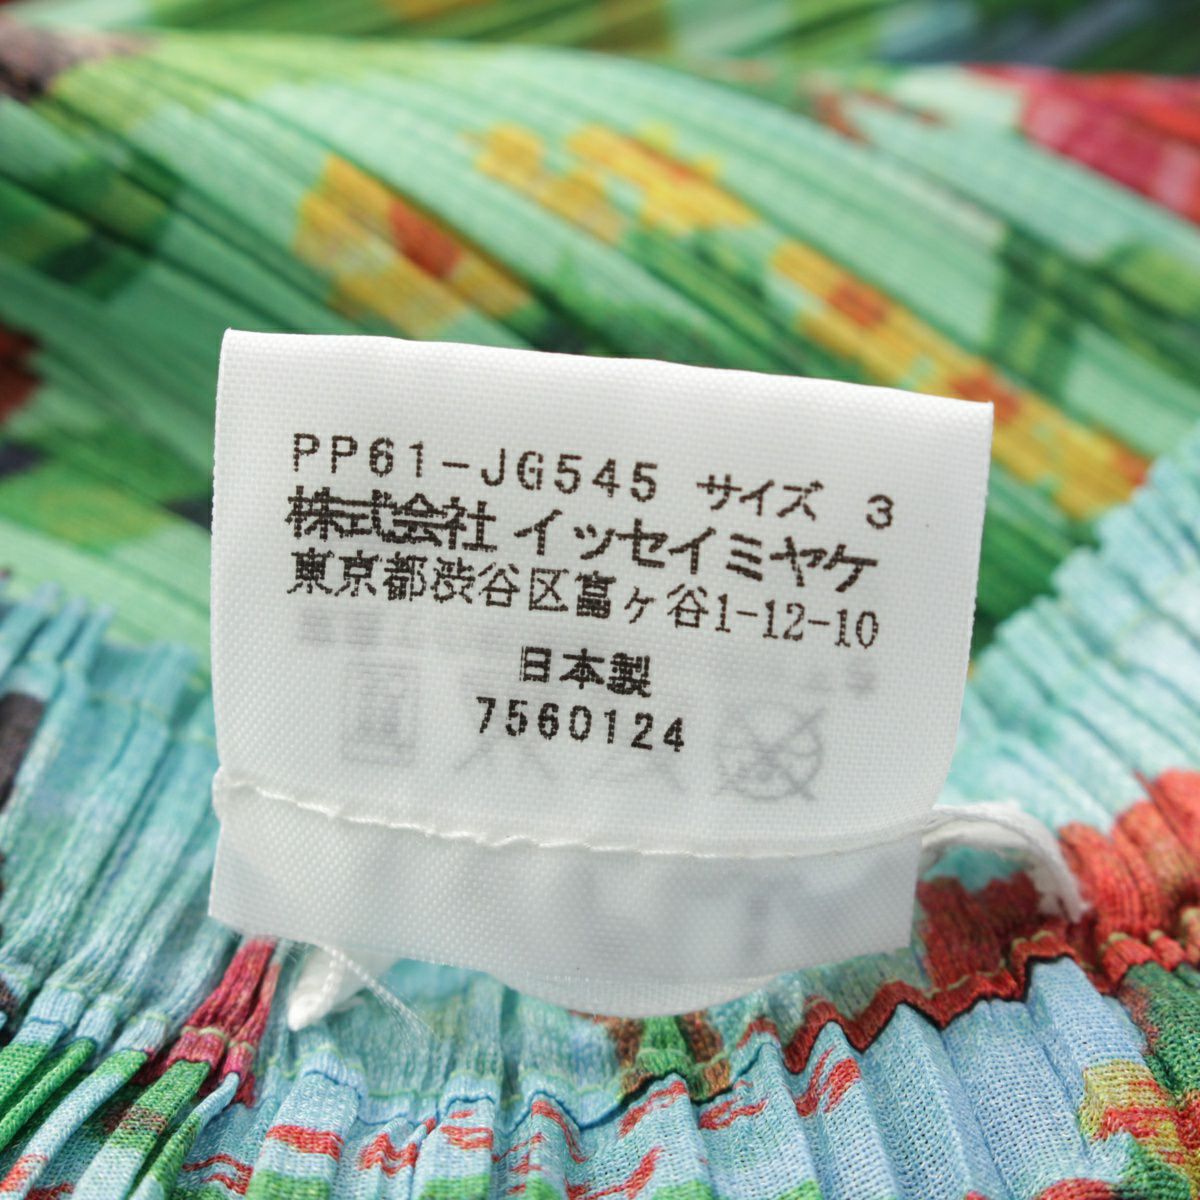 PP61-JG545 サイズ 3
株式会社 イッセイミヤケ
東京都渋谷区富ヶ谷1-12-10
日本製
7560124